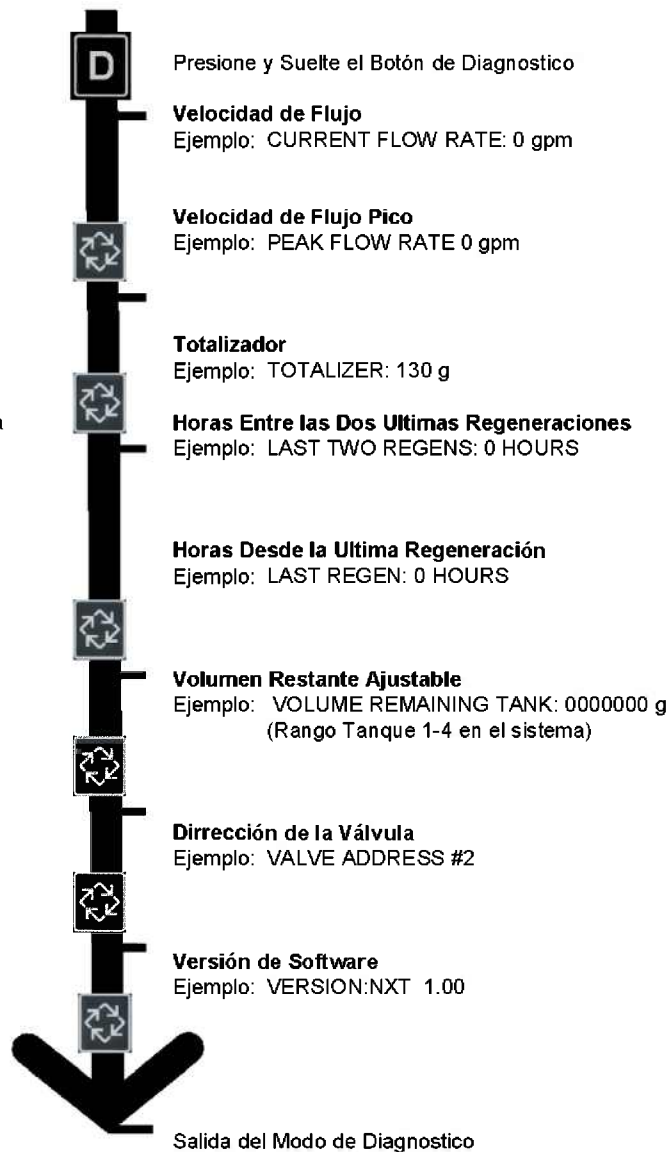 D
Presione y Suelte el Botón de Diagnostico
Velocidad de Flujo
Ejemplo: CURRENT FLOW RATE: 0 gpm
Velocidad de Flujo Pico
Ejemplo: PEAK FLOW RATE 0 gpm
Totalizador
Ejemplo: TOTALIZER: 130 g
Horas Entre las Dos Ultimas Regeneraciones
Ejemplo: LAST TWO REGENS: 0 HOURS
Horas Desde la Ultima Regeneración
Ejemplo: LAST REGEN: 0 HOURS
Volumen Restante Ajustable
Ejemplo: VOLUME REMAINING TANK: 0000000 g
(Rango Tanque 1-4 en el sistema)
Dirrección de la Válvula
Ejemplo: VALVE ADDRESS #2
Versión de Software
Ejemplo: VERSION:NXT 1.00
Salida del Modo de Diagnostico